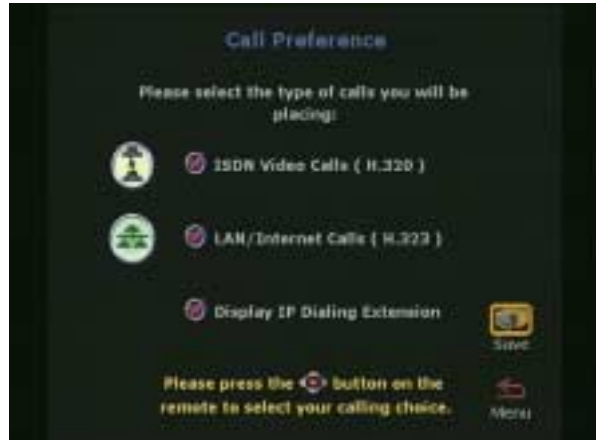 Call Preference
Please select the type of calls you will be
placing:
ISDN Video Calls ( H.320 )
LAN/Internet Calls ( H.323 )
Display IP Dialing Extension
Save
Please press the button on the
remote to select your calling choice.
Menu